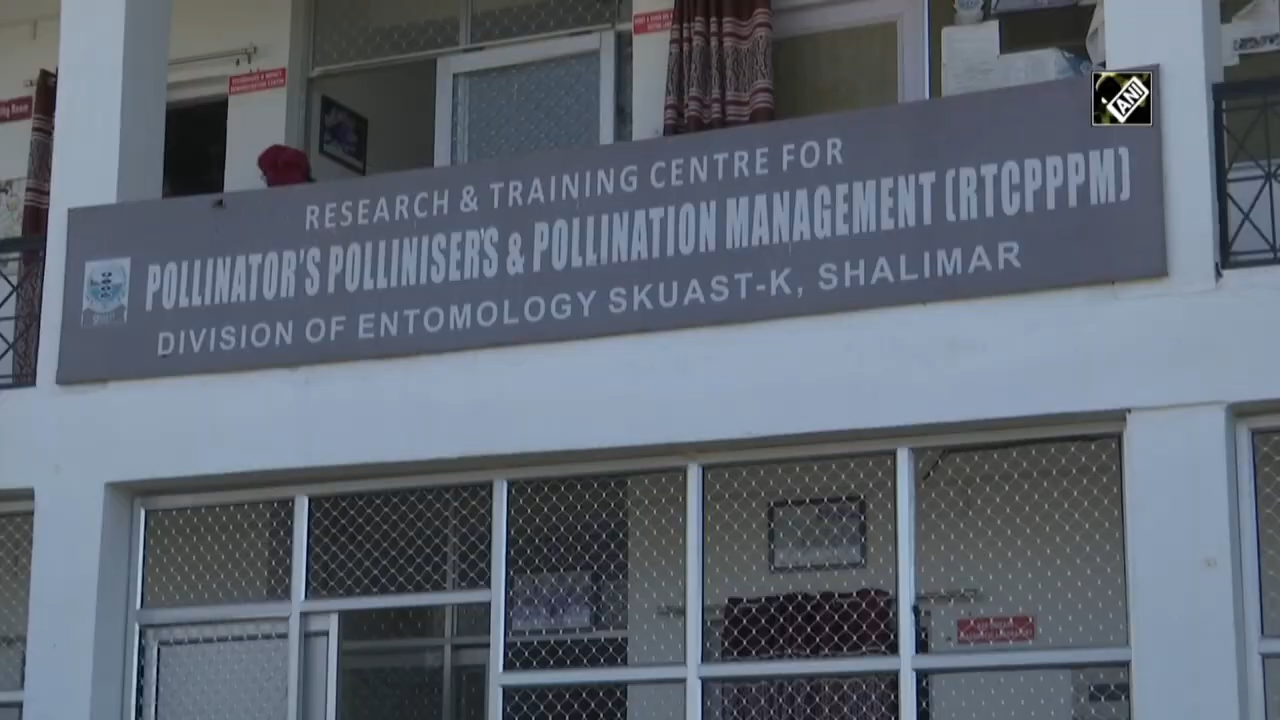 ANI
RESEARCH & TRAINING CENTRE FOR
POLLINATOR'S POLLINISER'S & POLLINATION MANAGEMENT (RTCPPPM)
DIVISION OF ENTOMOLOGY SKUAST-K, SHALIMAR